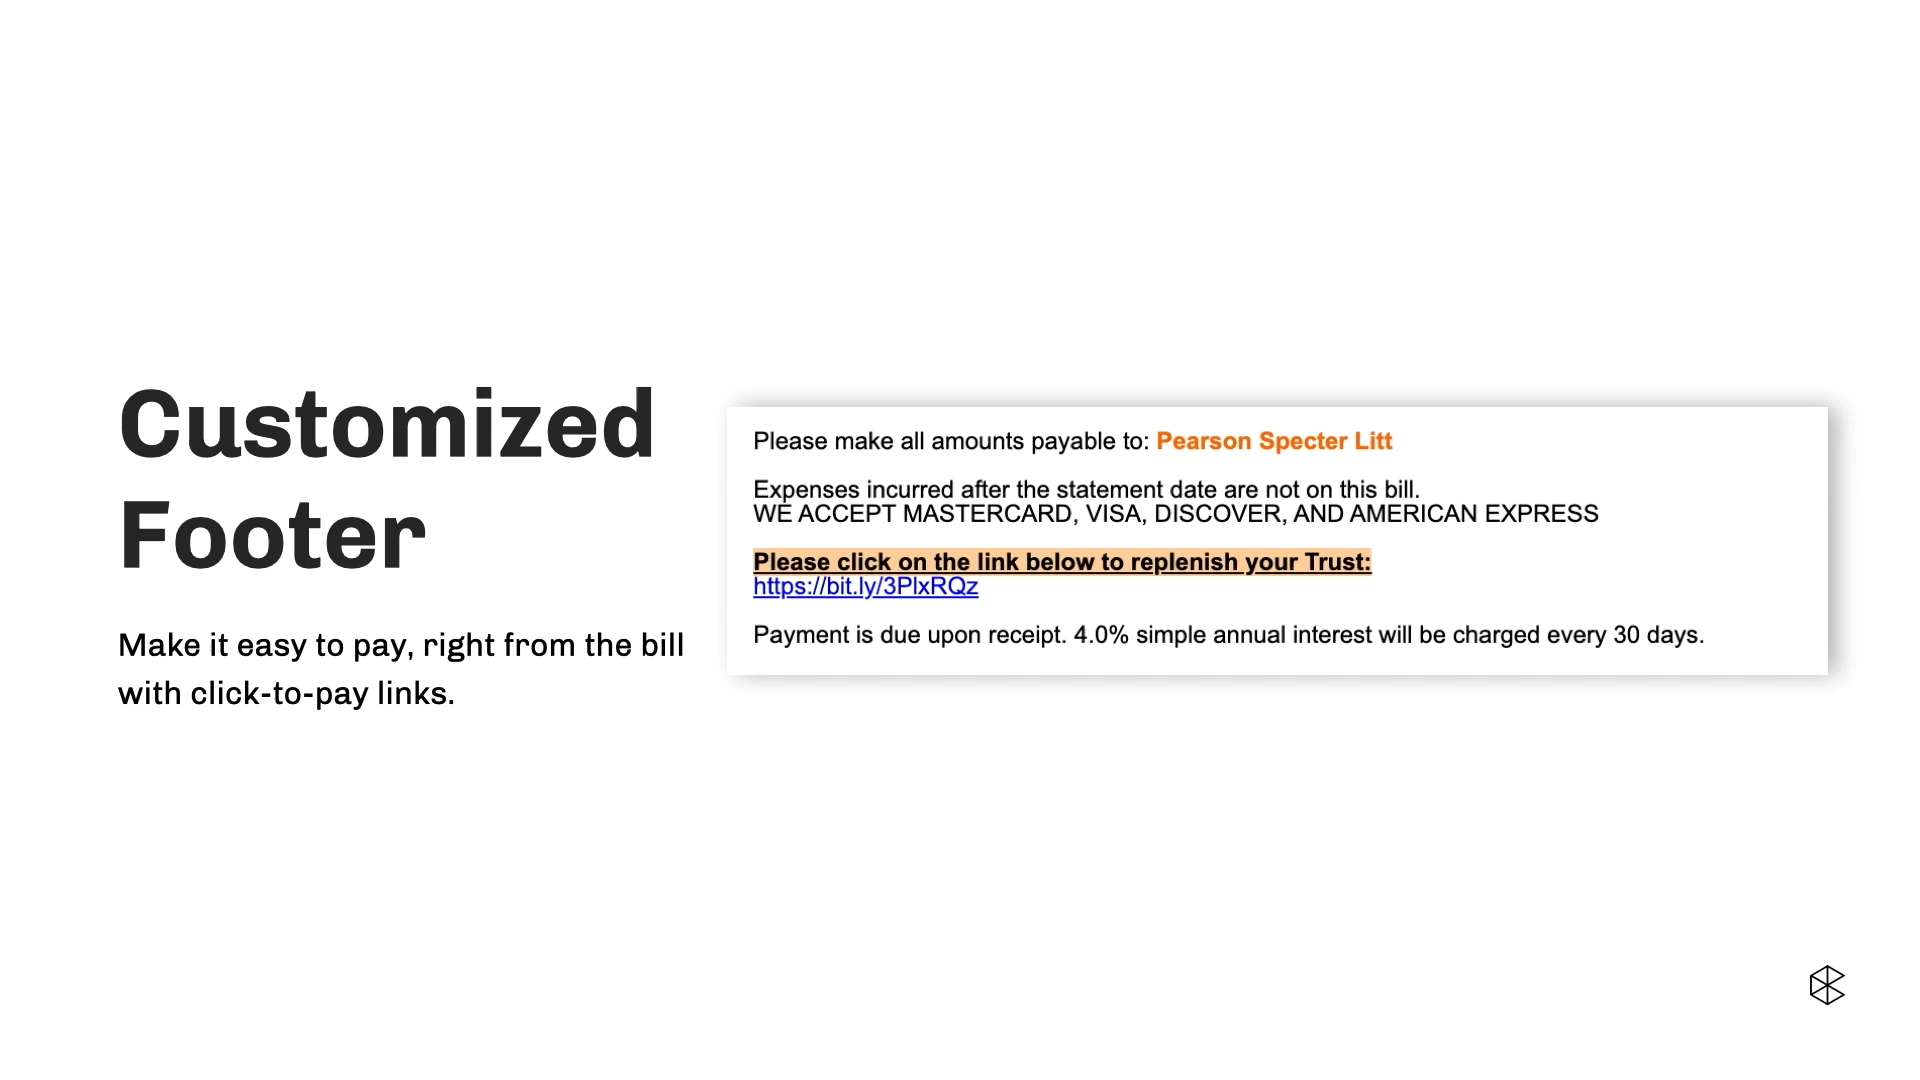 Customized
Footer
Make it easy to pay, right from the bill
with click-to-pay links.
Please make all amounts payable to: Pearson Specter Litt
Expenses incurred after the statement date are not on this bill.
WE ACCEPT MASTERCARD, VISA, DISCOVER, AND AMERICAN EXPRESS
Please click on the link below to replenish your Trust:
https://bit.ly/3PlxRQz
Payment is due upon receipt. 4.0% simple annual interest will be charged every 30 days.